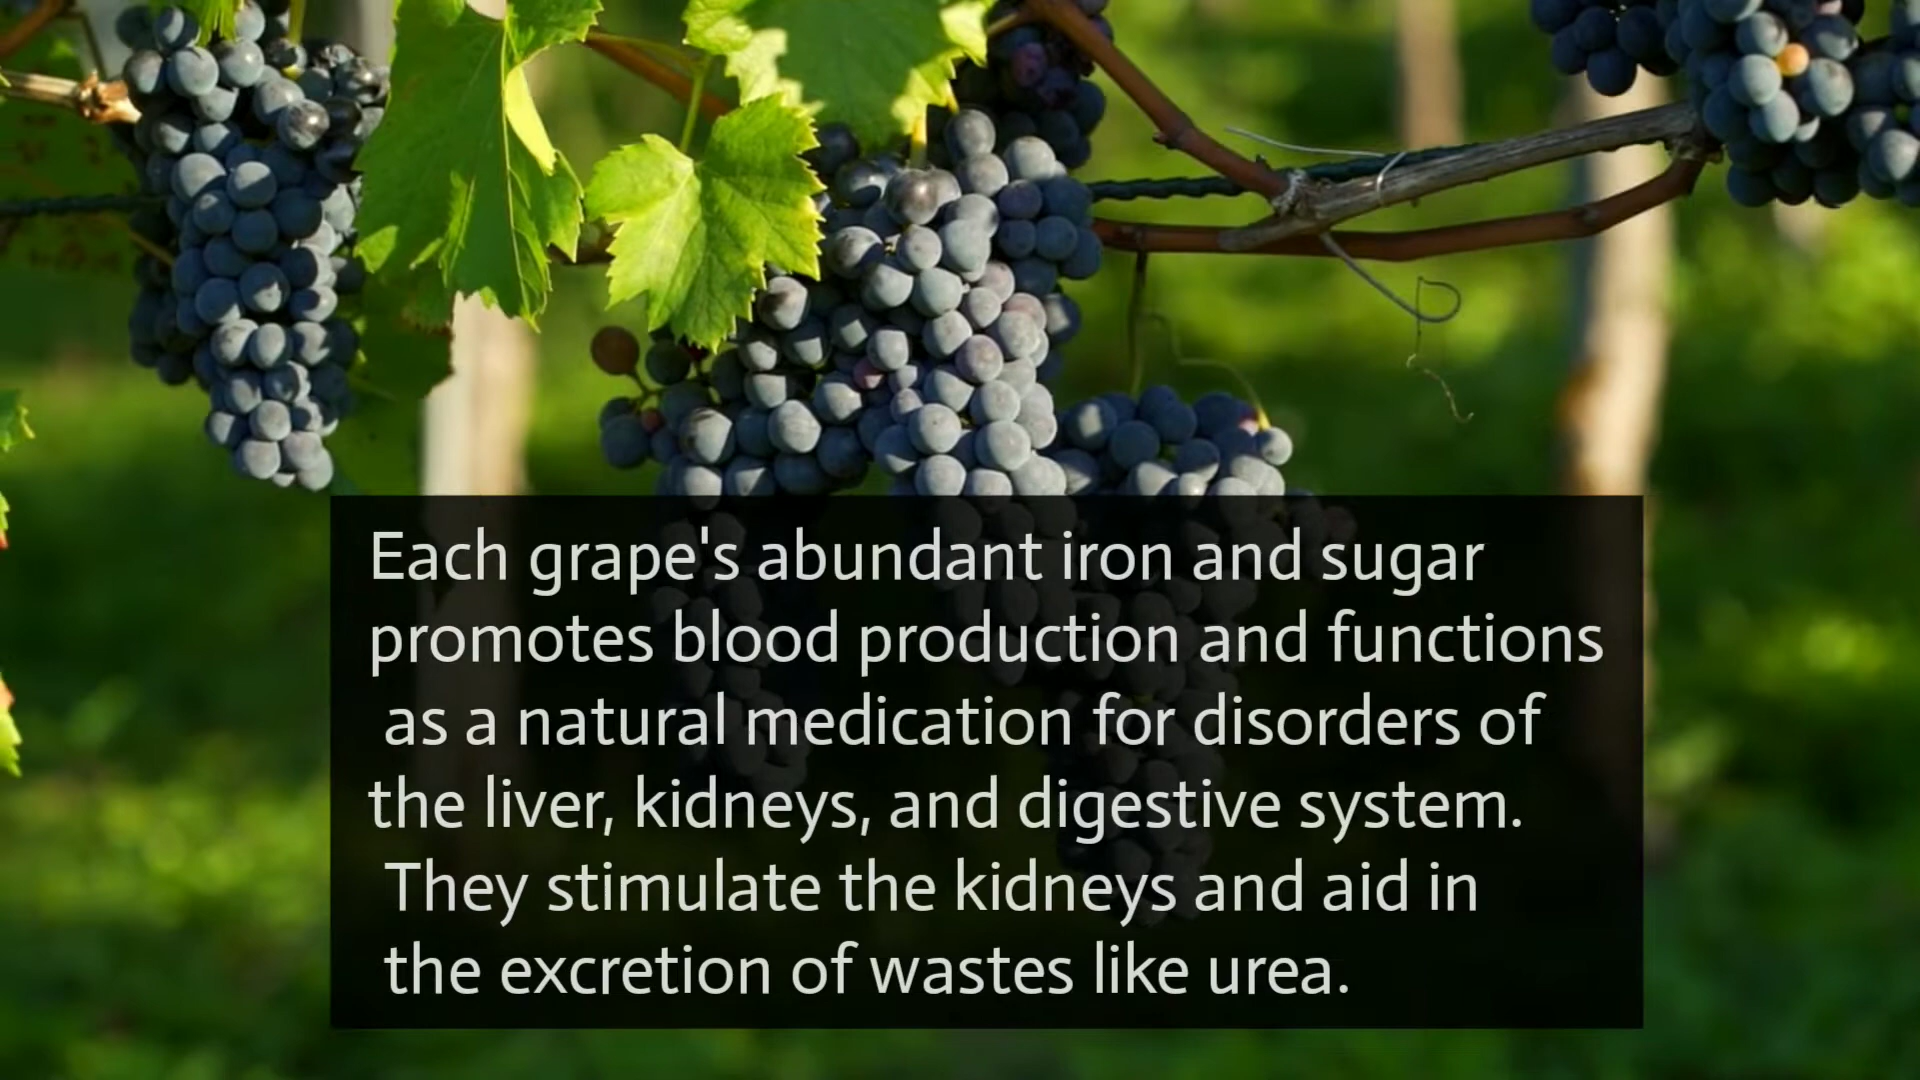 Each grape's abundant iron and sugar
promotes blood production and functions
as a natural medication for disorders of
the liver, kidneys, and digestive system.
They stimulate the kidneys and aid in
the excretion of wastes like urea.